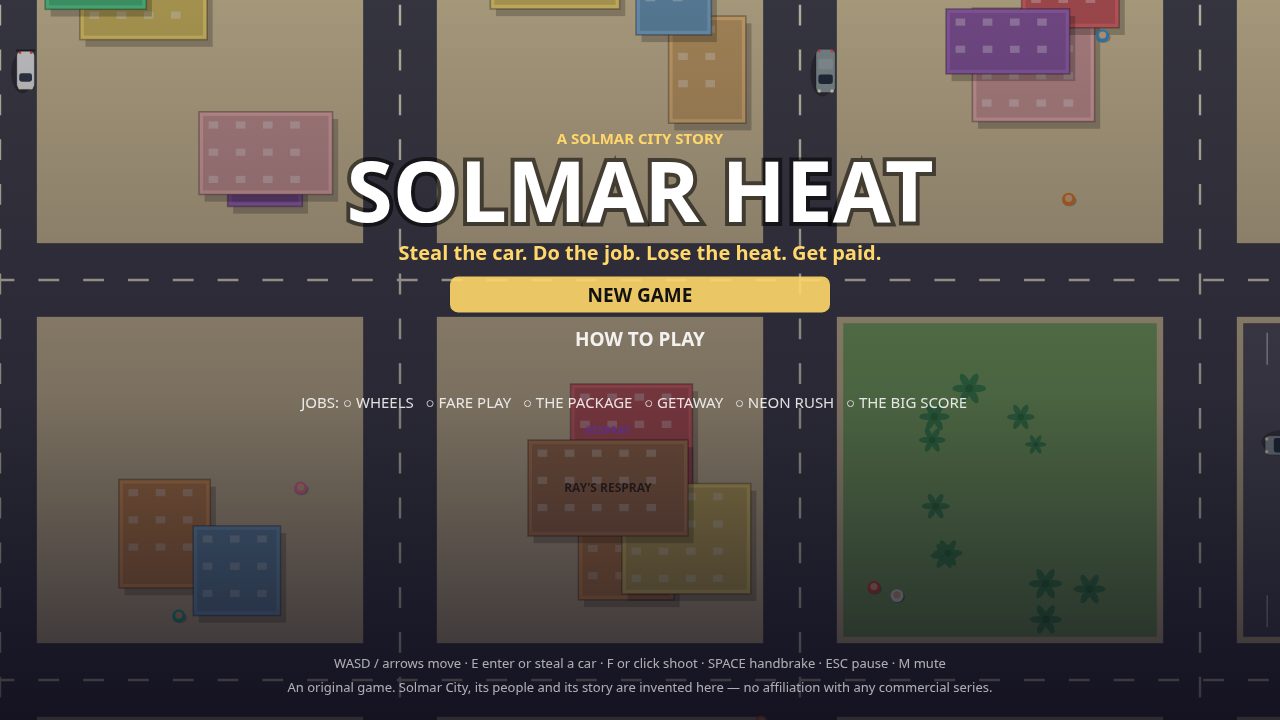 A SOLMAR CITY STORY
SOLMAR HEAT
Steal the car. Do the job. Lose the heat. Get paid.
NEW GAME
HOW TO PLAY
JOBS: ○ WHEELS ○ FARE PLAY ○ THE PACKAGE ○ GETAWAY ○ NEON RUSH ○ THE BIG SCORE
RAY'S RESPRAY
WASD / arrows move · E enter or steal a car · F or click shoot · SPACE handbrake · ESC pause · M mute
An original game. Solmar City, its people and its story are invented here — no affiliation with any commercial series.